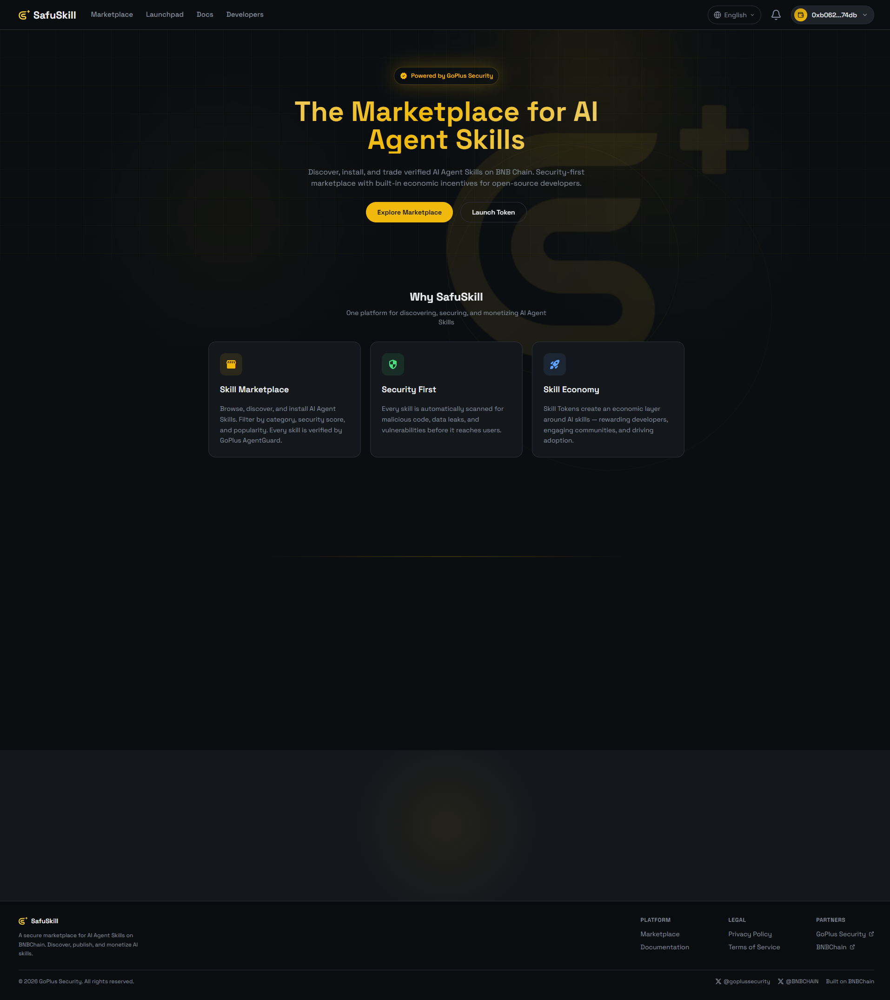 SafuSkill
Marketplace
Launchpad
Docs
Developers
English
0xb062...74db
Powered by GoPlus Security
The Marketplace for AI
Agent Skills
Discover, install, and trade verified AI Agent Skills on BNB Chain. Security-first
marketplace with built-in economic incentives for open-source developers.
Explore Marketplace
Launch Token
Why SafuSkill
One platform for discovering, securing, and monetizing AI Agent
Skills
Skill Marketplace
Browse, discover, and install AI Agent
Skills. Filter by category, security score,
and popularity. Every skill is verified by
GoPlus AgentGuard.
Security First
Every skill is automatically scanned for
malicious code, data leaks, and
vulnerabilities before it reaches users.
Skill Economy
Skill Tokens create an economic layer
around AI skills — rewarding developers,
engaging communities, and driving
adoption.
SafuSkill
A secure marketplace for AI Agent Skills on
BNBChain. Discover, publish, and monetize AI
skills.
PLATFORM
Marketplace
Documentation
LEGAL
Privacy Policy
Terms of Service
PARTNERS
GoPlus Security
BNBChain
© 2026 GoPlus Security. All rights reserved.
@goplussecurity
@BNBCHAIN
Built on BNBChain